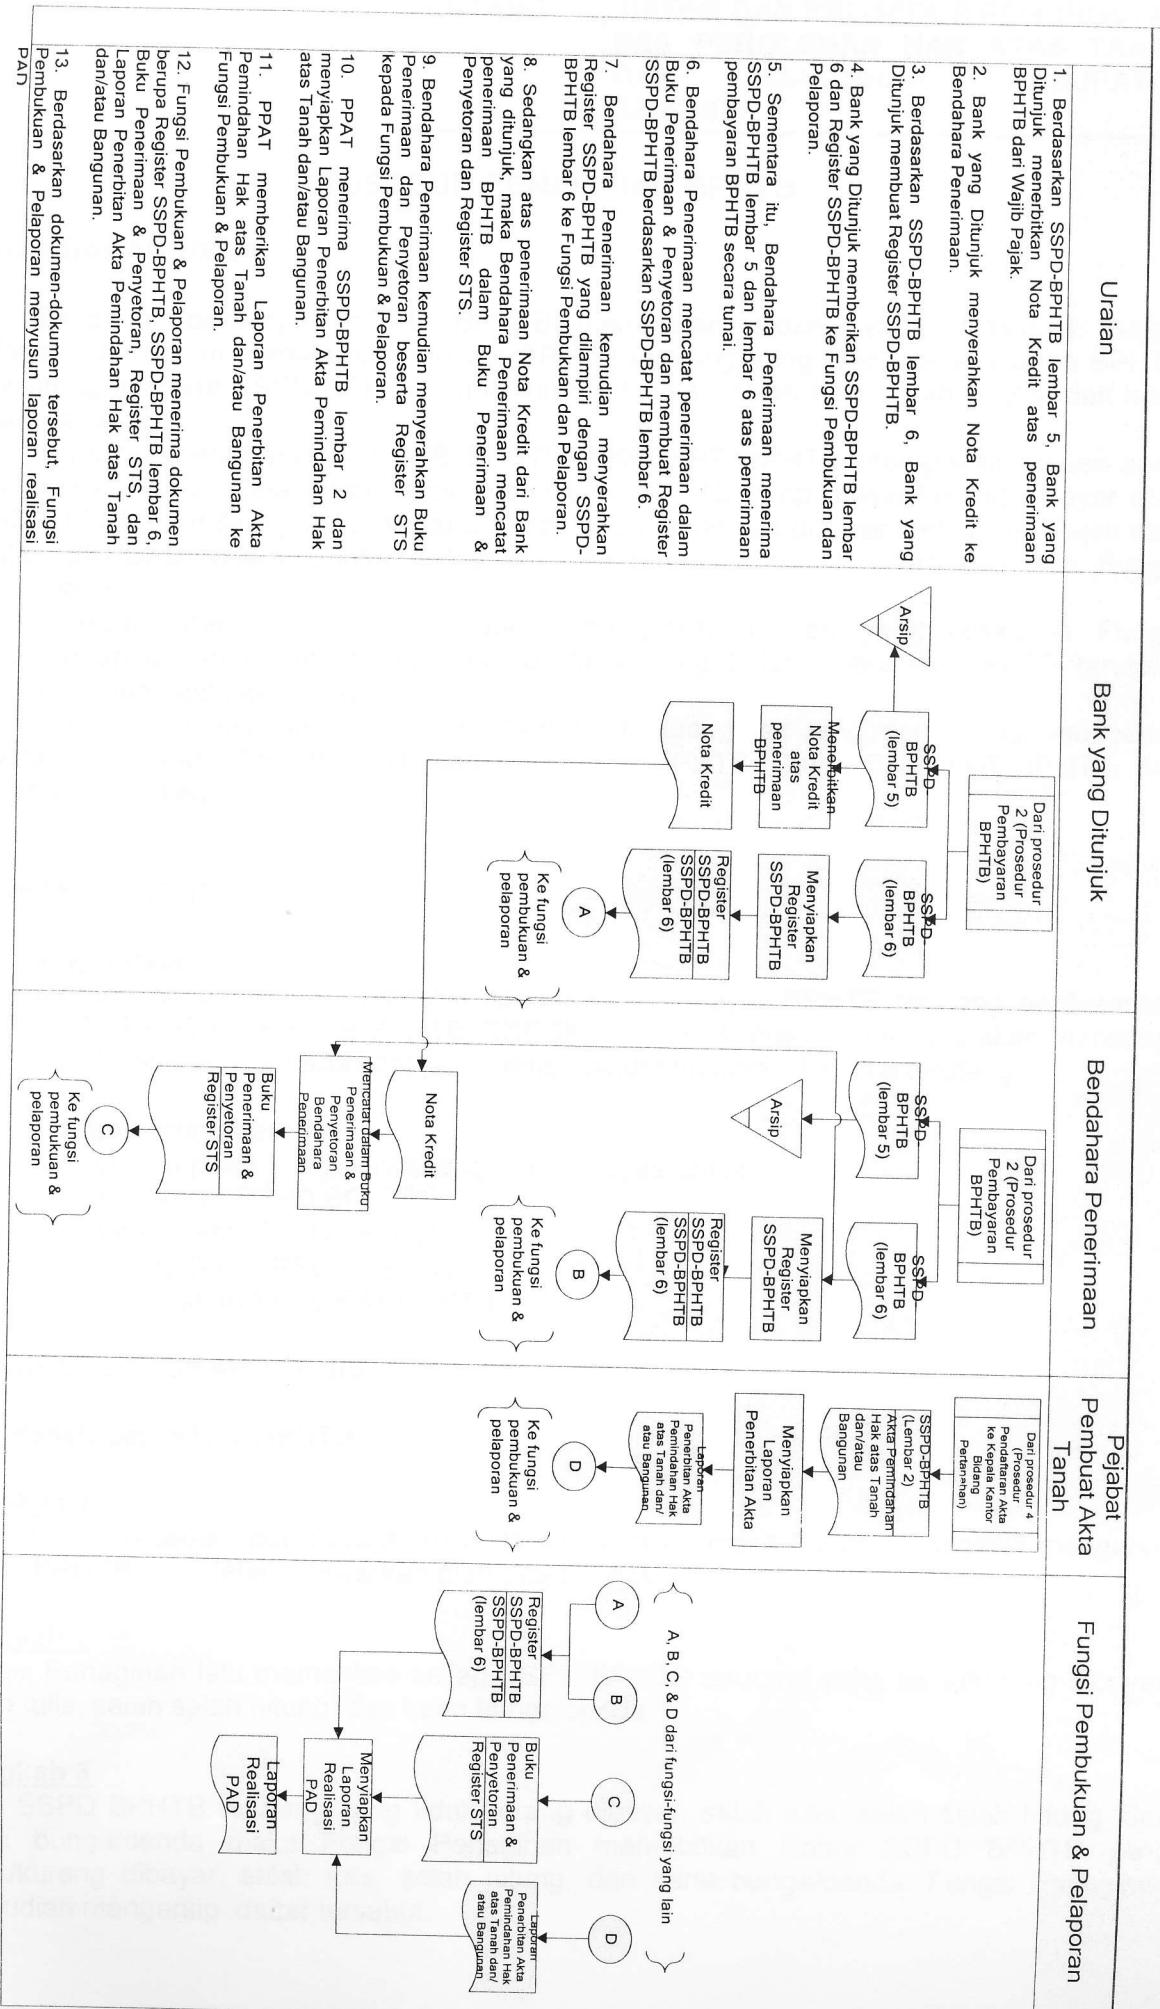 Uraian
1. Berdasarkan SSPD-BPHTB lembar 5, Bank yang
Ditunjuk menerbitkan Nota Kredit atas penerimaan
BPHTB dari Wajib Pajak.
2. Bank yang Ditunjuk menyerahkan Nota Kredit ke
Bendahara Penerimaan.
3. Berdasarkan SSPD-BPHTB lembar 6, Bank yang
Ditunjuk membuat Register SSPD-BPHTB.
4. Bank yang Ditunjuk memberikan SSPD-BPHTB lembar
6 dan Register SSPD-BPHTB ke Fungsi Pembukuan dan
Pelaporan.
5. Sementara itu, Bendahara Penerimaan menerima
SSPD-BPHTB lembar 5 dan lembar 6 atas penerimaan
pembayaran BPHTB secara tunai.
6. Bendahara Penerimaan mencatat penerimaan dalam
Buku Penerimaan & Penyetoran dan membuat Register
SSPD-BPHTB berdasarkan SSPD-BPHTB lembar 6.
7. Bendahara Penerimaan kemudian menyerahkan
Register SSPD-BPHTB yang dilampiri dengan SSPD-
BPHTB lembar 6 ke Fungsi Pembukuan dan Pelaporan.
8. Sedangkan atas penerimaan Nota Kredit dari Bank
yang ditunjuk, maka Bendahara Penerimaan mencatat
penerimaan BPHTB dalam Buku Penerimaan &
Penyetoran dan Register STS.
9. Bendahara Penerimaan kemudian menyerahkan Buku
Penerimaan dan Penyetoran beserta Register STS
kepada Fungsi Pembukuan & Pelaporan.
10. PPAT menerima SSPD-BPHTB lembar 2 dan
menyiapkan Laporan Penerbitan Akta Pemindahan Hak
atas Tanah dan/atau Bangunan.
11. PPAT memberikan Laporan Penerbitan Akta
Pemindahan Hak atas Tanah dan/atau Bangunan ke
Fungsi Pembukuan & Pelaporan.
12. Fungsi Pembukuan & Pelaporan menerima dokumen
berupa Register SSPD-BPHTB, SSPD-BPHTB lembar 6,
Buku Penerimaan & Penyetoran, Register STS, dan
Laporan Penerbitan Akta Pemindahan Hak atas Tanah
dan/atau Bangunan.
13. Berdasarkan dokumen-dokumen tersebut, Fungsi
Pembukuan & Pelaporan menyusun laporan realisasi
PAD
Bank yang Ditunjuk
Dari prosedur
2 (Prosedur
Pembayaran
BPHTB)
SSPD-
BPHTB
(lembar 5)
SSPD-
BPHTB
(lembar 6)
Arsip
Menerbitkan
Nota Kredit
atas
penerimaan
BPHTB
Menyiapkan
Register
SSPD-BPHTB
Nota Kredit
Register
SSPD-BPHTB
SSPD-BPHTB
(lembar 6)
A
Ke fungsi
pembukuan &
pelaporan
Bendahara Penerimaan
Dari prosedur
2 (Prosedur
Pembayaran
BPHTB)
SSPD-
BPHTB
(lembar 5)
SSPD-
BPHTB
(lembar 6)
Arsip
Menyiapkan
Register
SSPD-BPHTB
Register
SSPD-BPHTB
SSPD-BPHTB
(lembar 6)
B
Ke fungsi
pembukuan &
pelaporan
Nota Kredit
Mencatat dalam Buku
Penerimaan &
Penyetoran
Bendahara
Penerimaan
Buku
Penerimaan &
Penyetoran
Register STS
C
Ke fungsi
pembukuan &
pelaporan
Pejabat
Pembuat Akta
Tanah
Dari prosedur 4
(Prosedur
Pendaftaran Akta
ke Kepala Kantor
Bidang
Pertanahan)
SSPD-BPHTB
(Lembar 2)
Akta Pemindahan
Hak atas Tanah
dan/atau
Bangunan
Menyiapkan
Laporan
Penerbitan Akta
Laporan
Penerbitan Akta
Pemindahan Hak
atas Tanah dan/
atau Bangunan
D
Ke fungsi
pembukuan &
pelaporan
Fungsi Pembukuan & Pelaporan
A, B, C, & D dari fungsi-fungsi yang lain
A
B
C
D
Register
SSPD-BPHTB
SSPD-BPHTB
(lembar 6)
Buku
Penerimaan &
Penyetoran
Register STS
Laporan
Penerbitan Akta
Pemindahan Hak
atas Tanah dan/
atau Bangunan
Menyiapkan
Laporan
Realisasi
PAD
Laporan
Realisasi
PAD